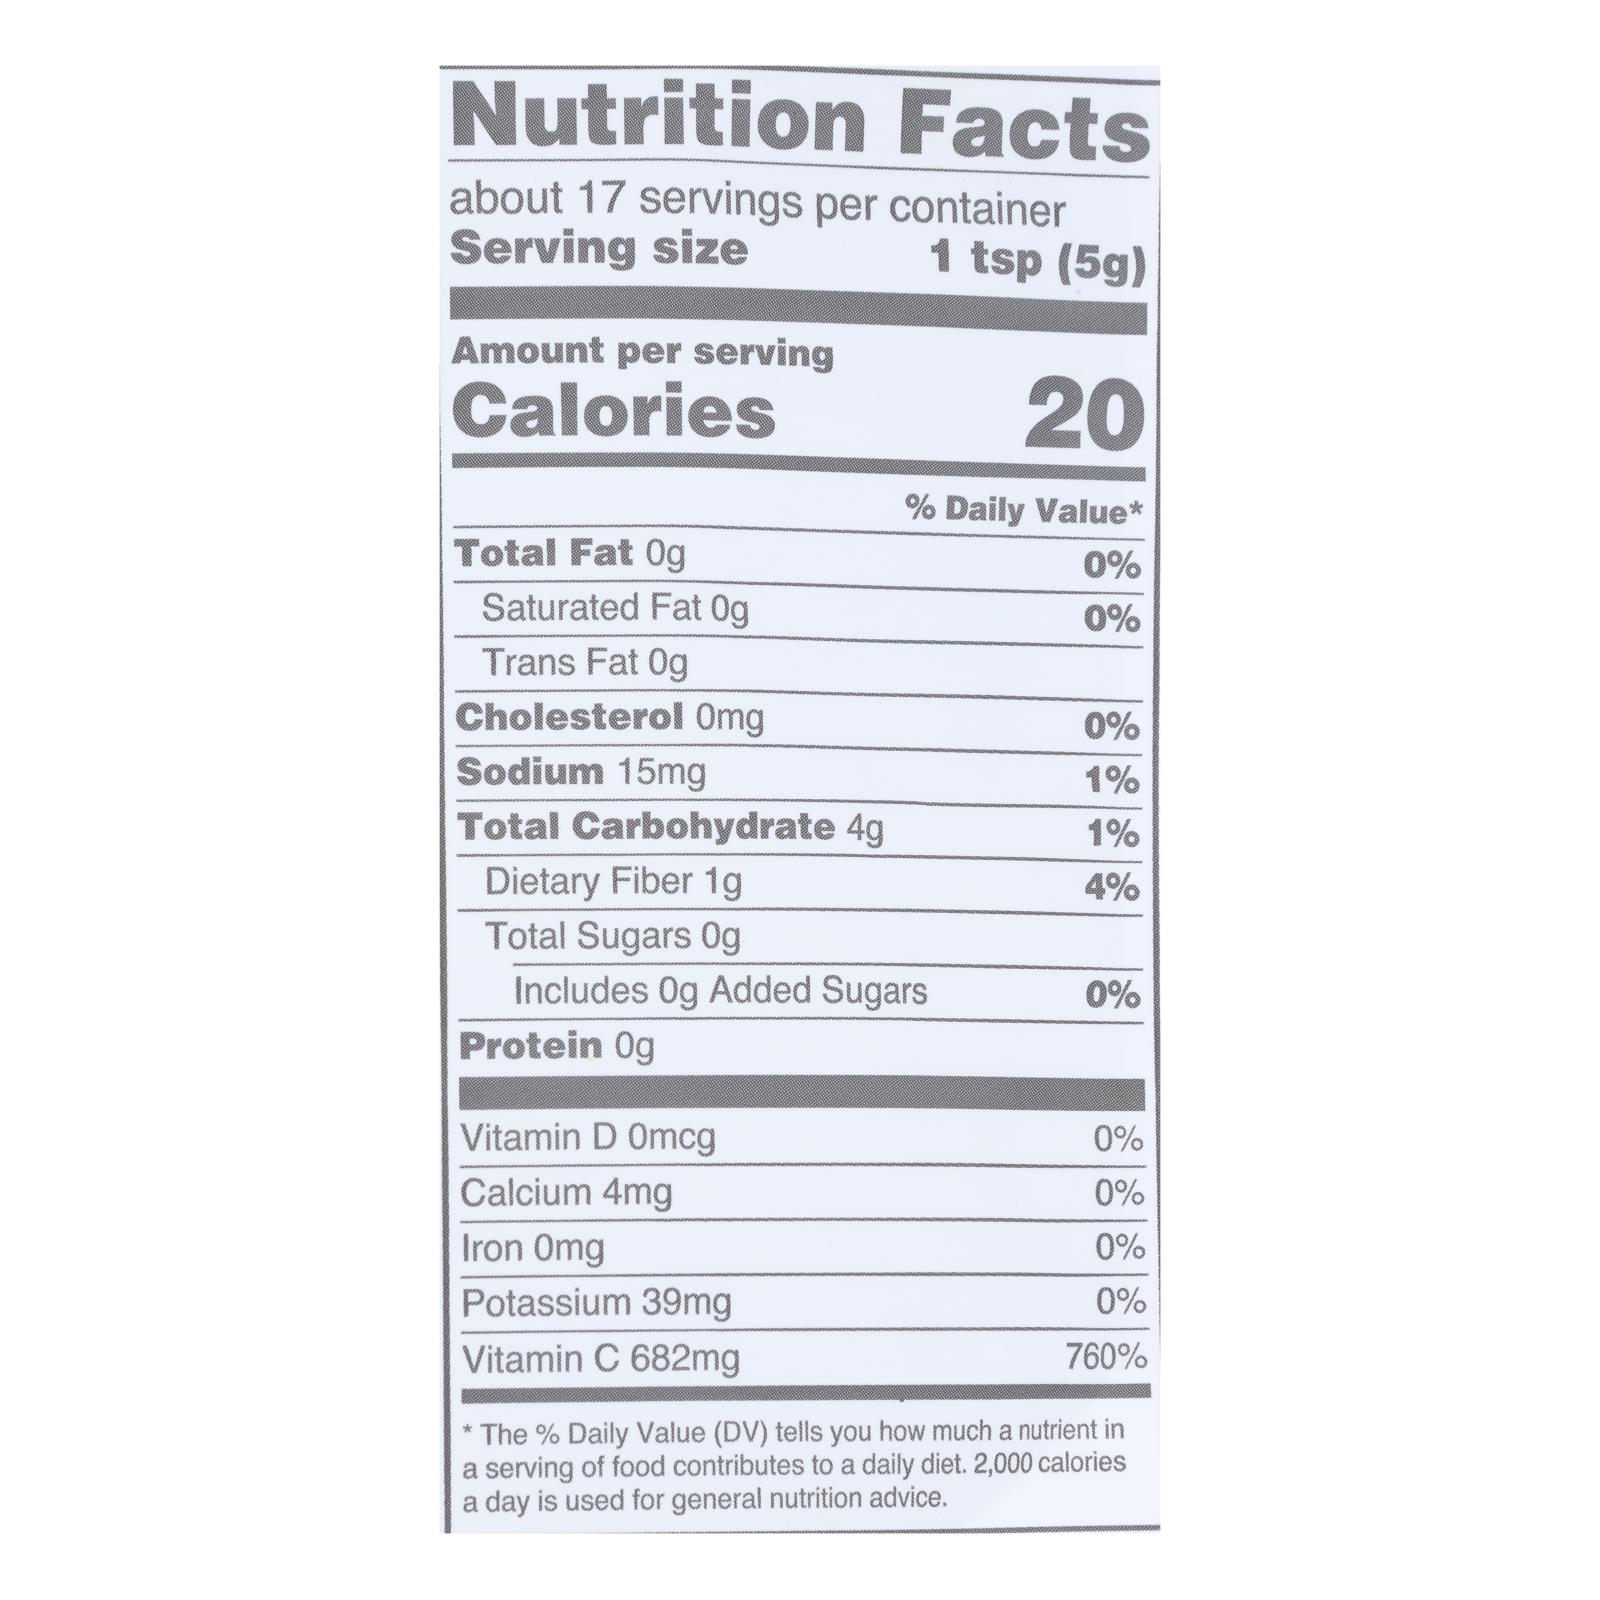 Nutrition Facts
about 17 servings per container
Serving size 1 tsp (5g)
Amount per serving
Calories 20
% Daily Value*
Total Fat 0g 0%
Saturated Fat 0g 0%
Trans Fat 0g
Cholesterol 0mg 0%
Sodium 15mg 1%
Total Carbohydrate 4g 1%
Dietary Fiber 1g 4%
Total Sugars 0g
Includes 0g Added Sugars 0%
Protein 0g
Vitamin D 0mcg 0%
Calcium 4mg 0%
Iron 0mg 0%
Potassium 39mg 0%
Vitamin C 682mg 760%
* The % Daily Value (DV) tells you how much a nutrient in
a serving of food contributes to a daily diet. 2,000 calories
a day is used for general nutrition advice.